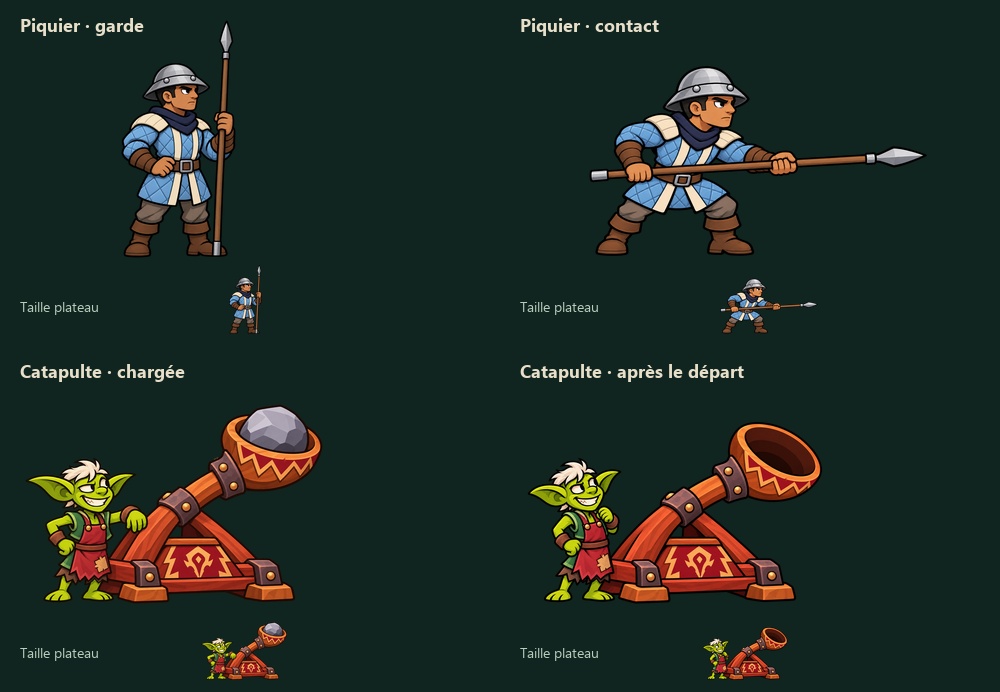 Piquier · garde
Piquier · contact
Taille plateau
Taille plateau
Catapulte · chargée
Catapulte · après le départ
Taille plateau
Taille plateau